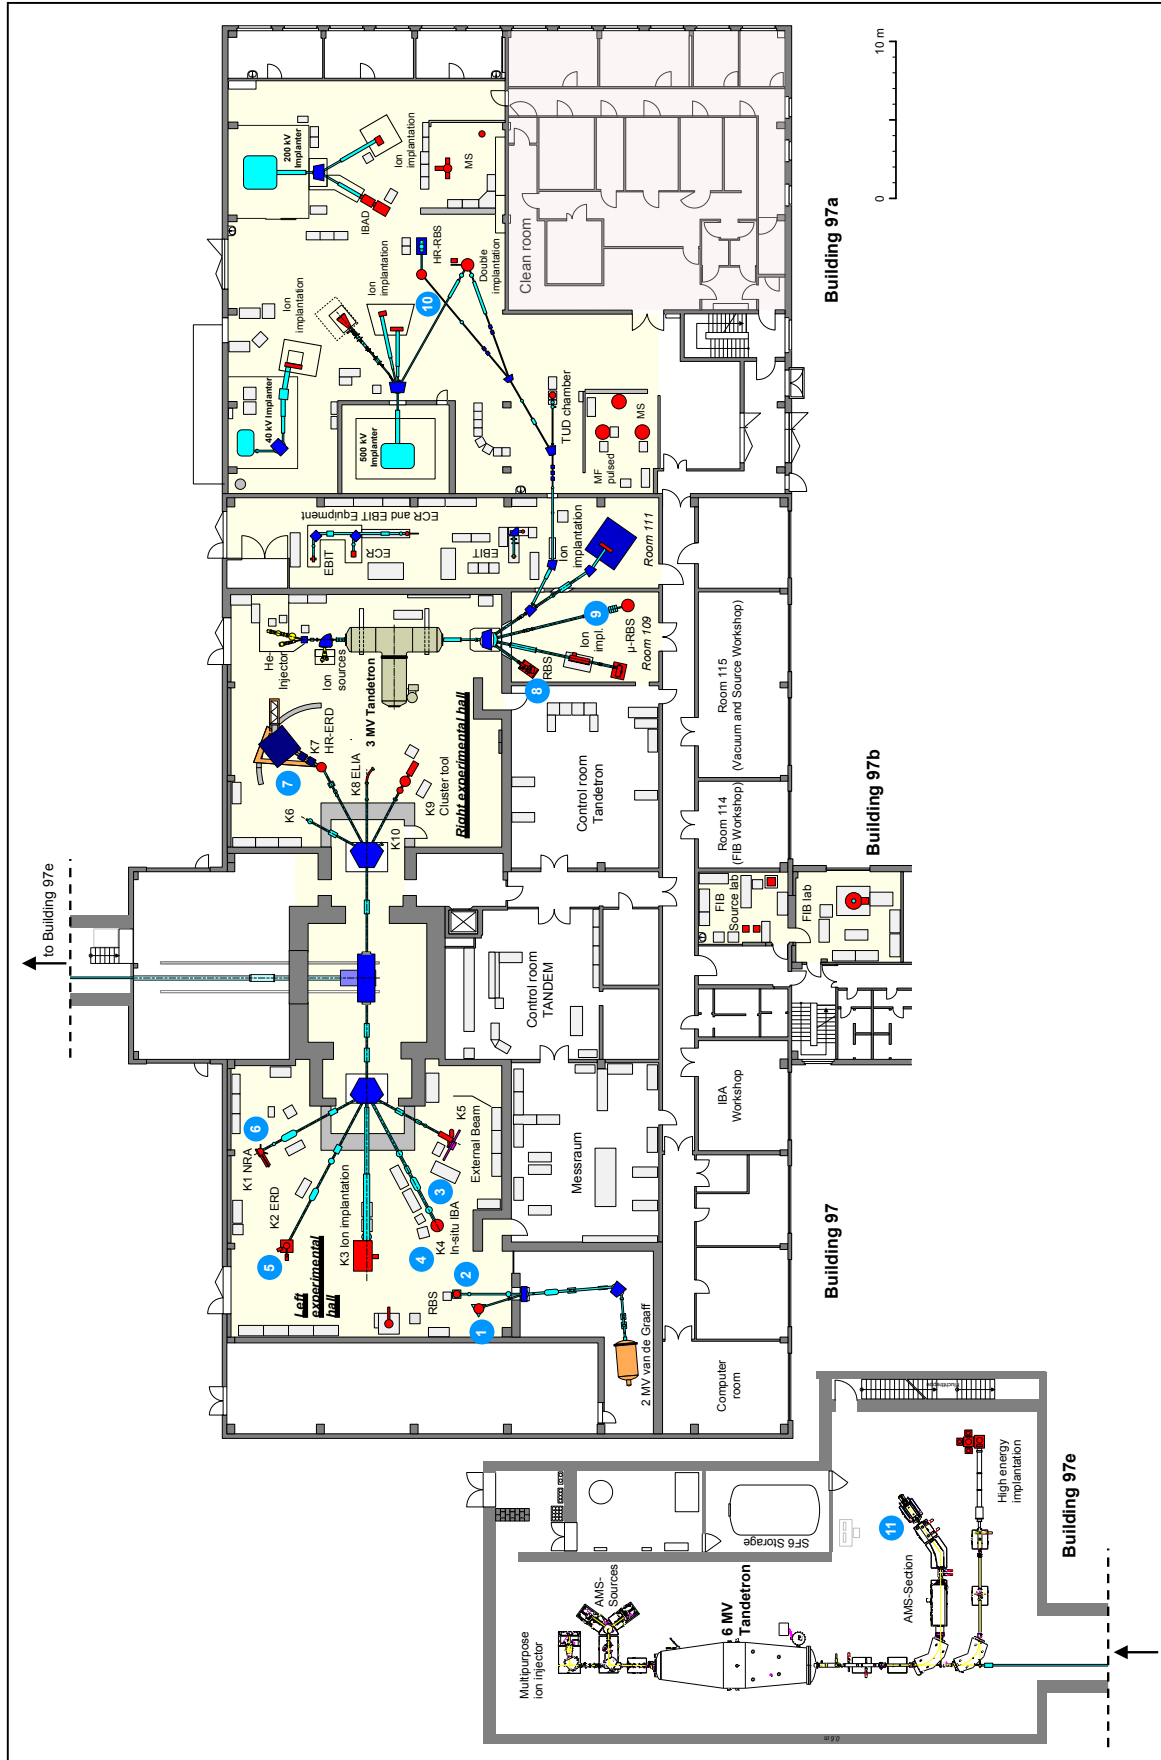 10 m
0
200 kV
Implanter
Ion
implantation
MS
IBAD
HR-RBS
Double
implantation
Clean room
Building 97a
Ion
implantation
Ion
implantation
10
40 kV Implanter
500 kV
Implanter
TUD chamber
MS
MF
pulsed
ECR and EBIT Equipment
EBIT
ECR
EBIT
Ion
implantation
Room 111
He-
Injector
Ion
sources
3 MV Tandetron
9
Ion
impl.
µ-RBS
Room 109
RBS
8
K7
HR-ERD
7
K6
K8 ELIA
K9
Cluster tool
K10
Right experimental hall
Control room
Tandetron
Room 115
(Vacuum and Source Workshop)
Room 114
(FIB Workshop)
Building 97b
FIB
Source lab
FIB lab
to Building 97e
Control room
TANDEM
IBA
Workshop
6
K1 NRA
K2 ERD
5
K3 Ion implantation
K5
External Beam
3
K4
In-situ IBA
4
Left
experimental
hall
2
RBS
1
Messraum
2 MV van de Graaff
Computer
room
Building 97
Fluchttreppe
High energy
implantation
Building 97e
11
AMS-Section
SF6 Storage
AMS-
Sources
6 MV
Tandetron
Multipurpose
ion injector
0.6 m